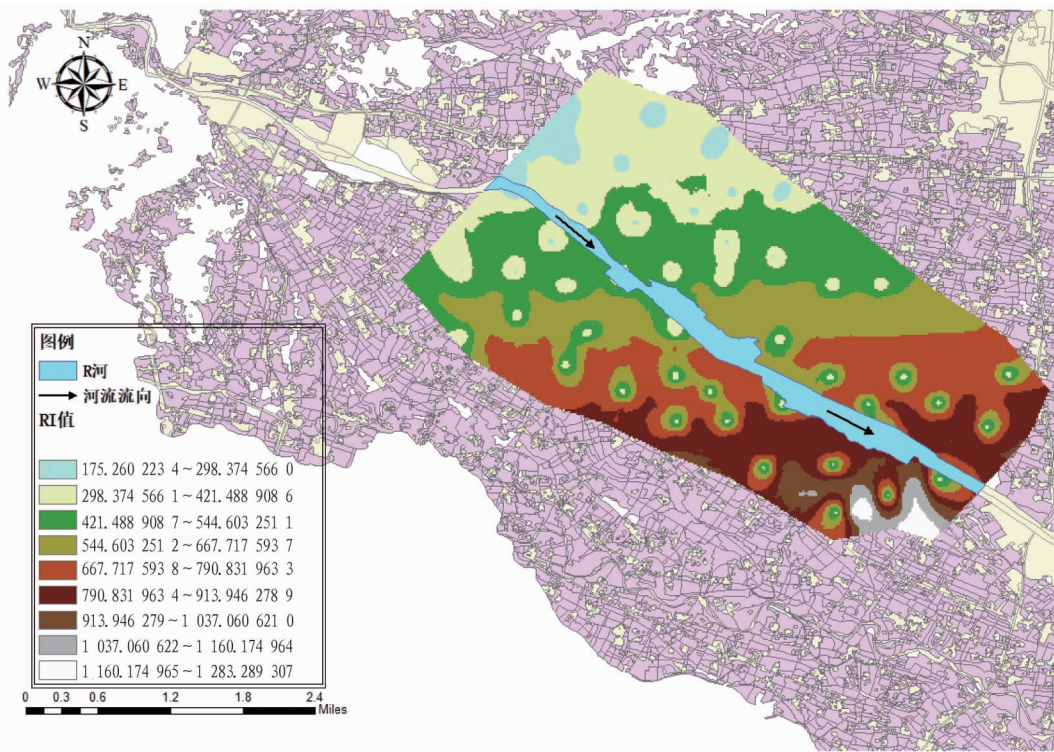 N
W E
S
图例
R河
河流流向
RI值
175.260 223 4～298.374 566 0
298.374 566 1～421.488 908 6
421.488 908 7～544.603 251 1
544.603 251 2～667.717 593 7
667.717 593 8～790.831 963 3
790.831 963 4～913.946 278 9
913.946 279～1 037.060 621 0
1 037.060 622～1 160.174 964
1 160.174 965～1 283.289 307
0 0.3 0.6 1.2 1.8 2.4
Miles